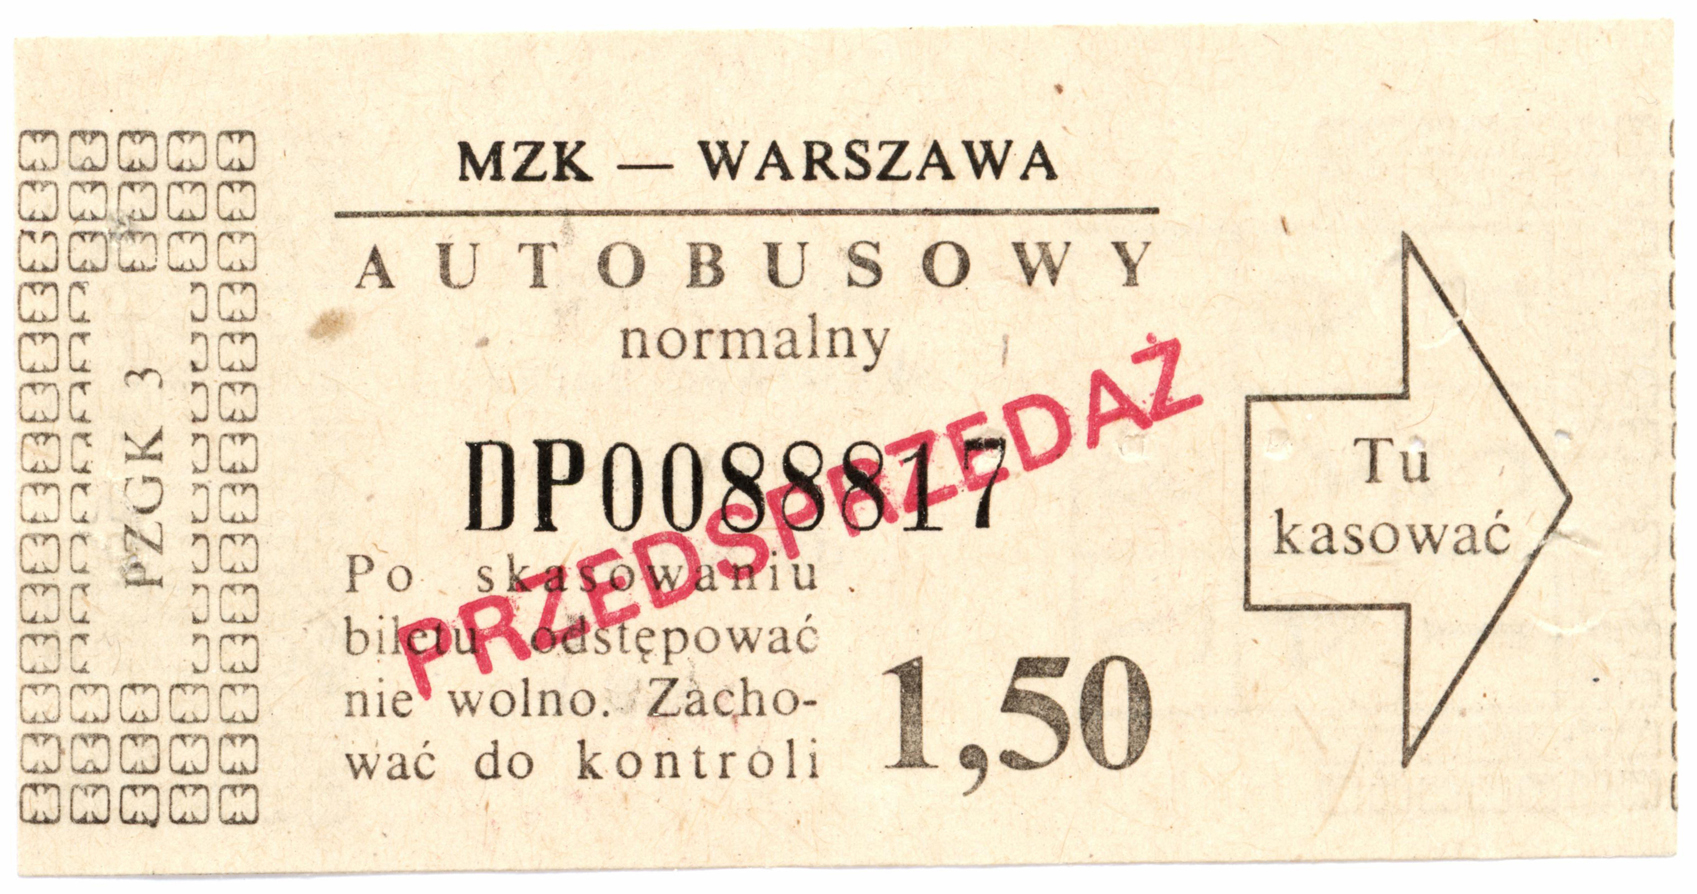 MZK — WARSZAWA
AUTOBUSOWY
normalny
PZGK 3
DP0088817
PRZEDSPRZEDAŻ
Po skasowaniu
biletu odstępować
nie wolno. Zacho-
wać do kontroli
1,50
Tu
kasować